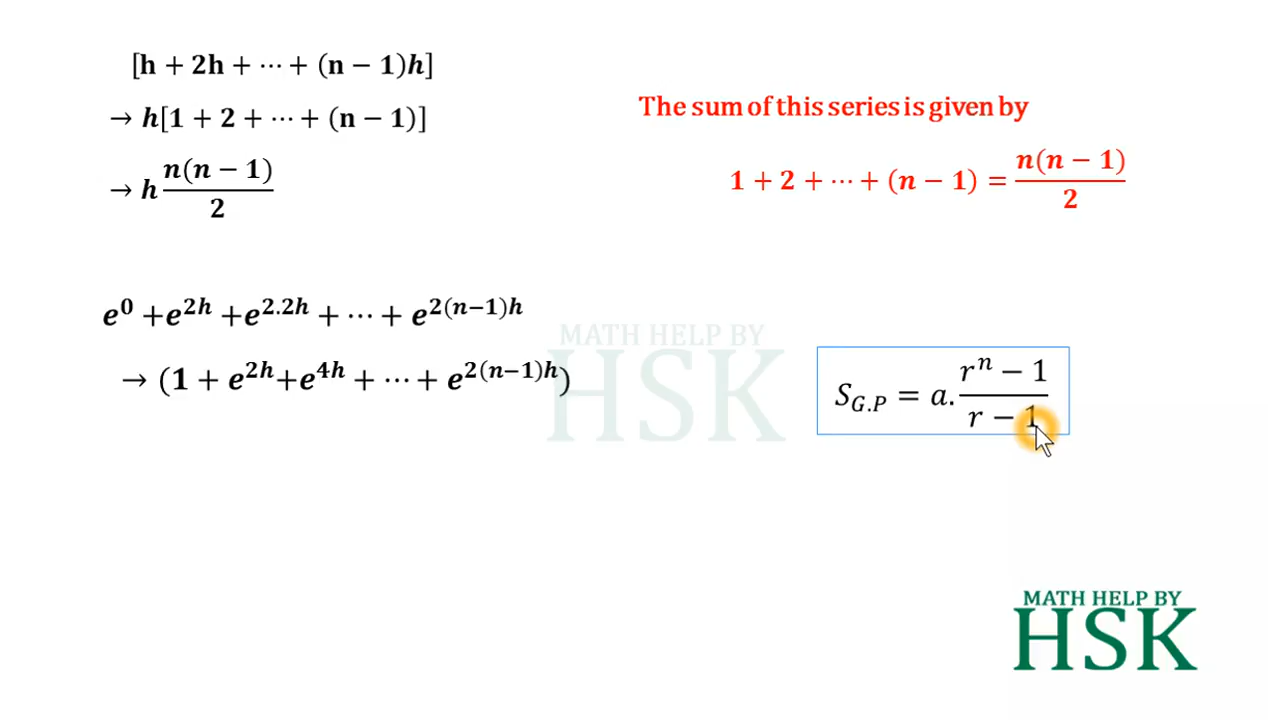 [h + 2h + ⋯ + (n − 1)h]
→ h[1 + 2 + ⋯ + (n − 1)]
→ h n(n − 1)/2
The sum of this series is given by
1 + 2 + ⋯ + (n − 1) = n(n − 1)/2
e^0 + e^{2h} + e^{2.2h} + ⋯ + e^{2(n−1)h}
→ (1 + e^{2h} + e^{4h} + ⋯ + e^{2(n−1)h})
S_{G.P} = a. (r^n − 1)/(r − 1)
MATH HELP BY
HSK
MATH HELP BY
HSK